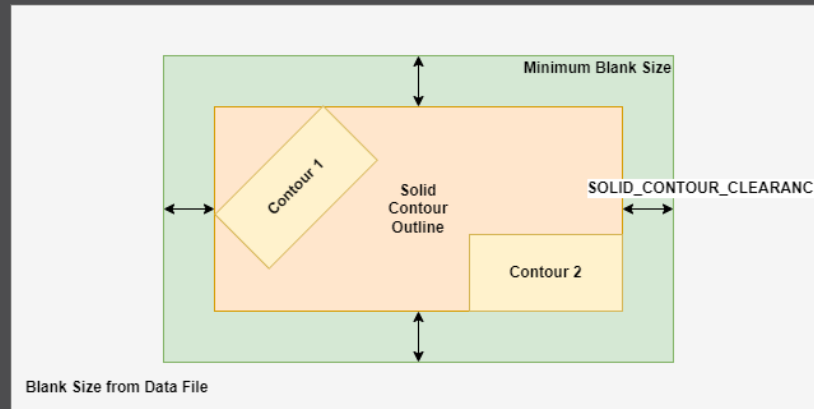 Minimum Blank Size
Contour 1
Solid
Contour
Outline
SOLID_CONTOUR_CLEARANC
Contour 2
Blank Size from Data File